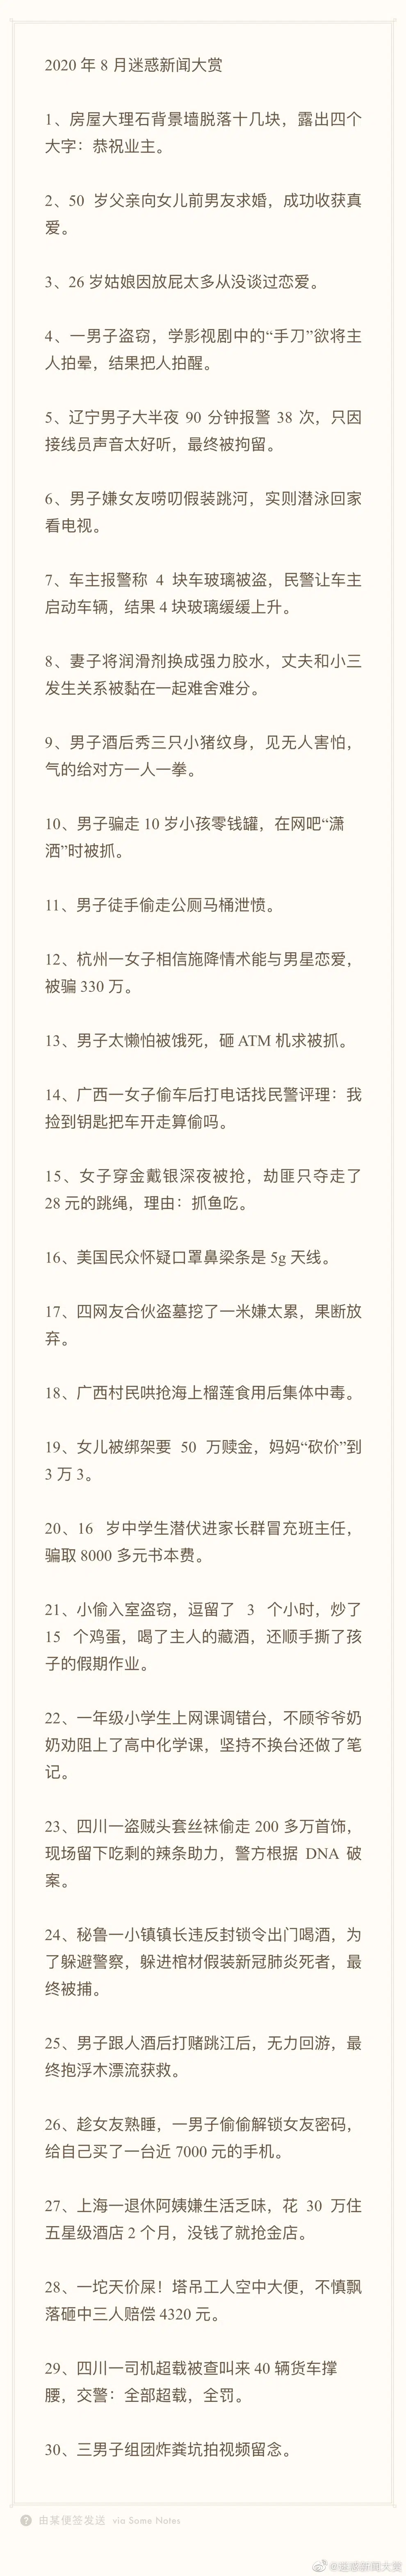 2020 年 8 月迷惑新闻大赏
1、房屋大理石背景墙脱落十几块，露出四个
大字：恭祝业主。
2、50 岁父亲向女儿前男友求婚，成功收获真
爱。
3、26 岁姑娘因放屁太多从没谈过恋爱。
4、一男子盗窃，学影视剧中的“手刀”欲将主
人拍晕，结果把人拍醒。
5、辽宁男子大半夜 90 分钟报警 38 次，只因
接线员声音太好听，最终被拘留。
6、男子嫌女友唠叨假装跳河，实则潜泳回家
看电视。
7、车主报警称 4 块车玻璃被盗，民警让车主
启动车辆，结果 4 块玻璃缓缓上升。
8、妻子将润滑剂换成强力胶水，丈夫和小三
发生关系被黏在一起难舍难分。
9、男子酒后秀三只小猪纹身，见无人害怕，
气的给对方一人一拳。
10、男子骗走 10 岁小孩零钱罐，在网吧“潇
洒”时被抓。
11、男子徒手偷走公厕马桶泄愤。
12、杭州一女子相信施降情术能与男星恋爱，
被骗 330 万。
13、男子太懒怕被饿死，砸 ATM 机求被抓。
14、广西一女子偷车后打电话找民警评理：我
捡到钥匙把车开走算偷吗。
15、女子穿金戴银深夜被抢，劫匪只夺走了
28 元的跳绳，理由：抓鱼吃。
16、美国民众怀疑口罩鼻梁条是 5g 天线。
17、四网友合伙盗墓挖了一米嫌太累，果断放
弃。
18、广西村民哄抢海上榴莲食用后集体中毒。
19、女儿被绑架要 50 万赎金，妈妈“砍价”到
3 万 3。
20、16 岁中学生潜伏进家长群冒充班主任，
骗取 8000 多元书本费。
21、小偷入室盗窃，逗留了 3 个小时，炒了
15 个鸡蛋，喝了主人的藏酒，还顺手撕了孩
子的假期作业。
22、一年级小学生上网课调错台，不顾爷爷奶
奶劝阻上了高中化学课，坚持不换台还做了笔
记。
23、四川一盗贼头套丝袜偷走 200 多万首饰，
现场留下吃剩的辣条助力，警方根据 DNA 破
案。
24、秘鲁一小镇镇长违反封锁令出门喝酒，为
了躲避警察，躲进棺材假装新冠肺炎死者，最
终被捕。
25、男子跟人酒后打赌跳江后，无力回游，最
终抱浮木漂流获救。
26、趁女友熟睡，一男子偷偷解锁女友密码，
给自己买了一台近 7000 元的手机。
27、上海一退休阿姨嫌生活乏味，花 30 万住
五星级酒店 2 个月，没钱了就抢金店。
28、一坨天价屎！塔吊工人空中大便，不慎飘
落砸中三人赔偿 4320 元。
29、四川一司机超载被查叫来 40 辆货车撑
腰，交警：全部超载，全罚。
30、三男子组团炸粪坑拍视频留念。
由某便签发送 via Some Notes
@迷惑新闻大赏